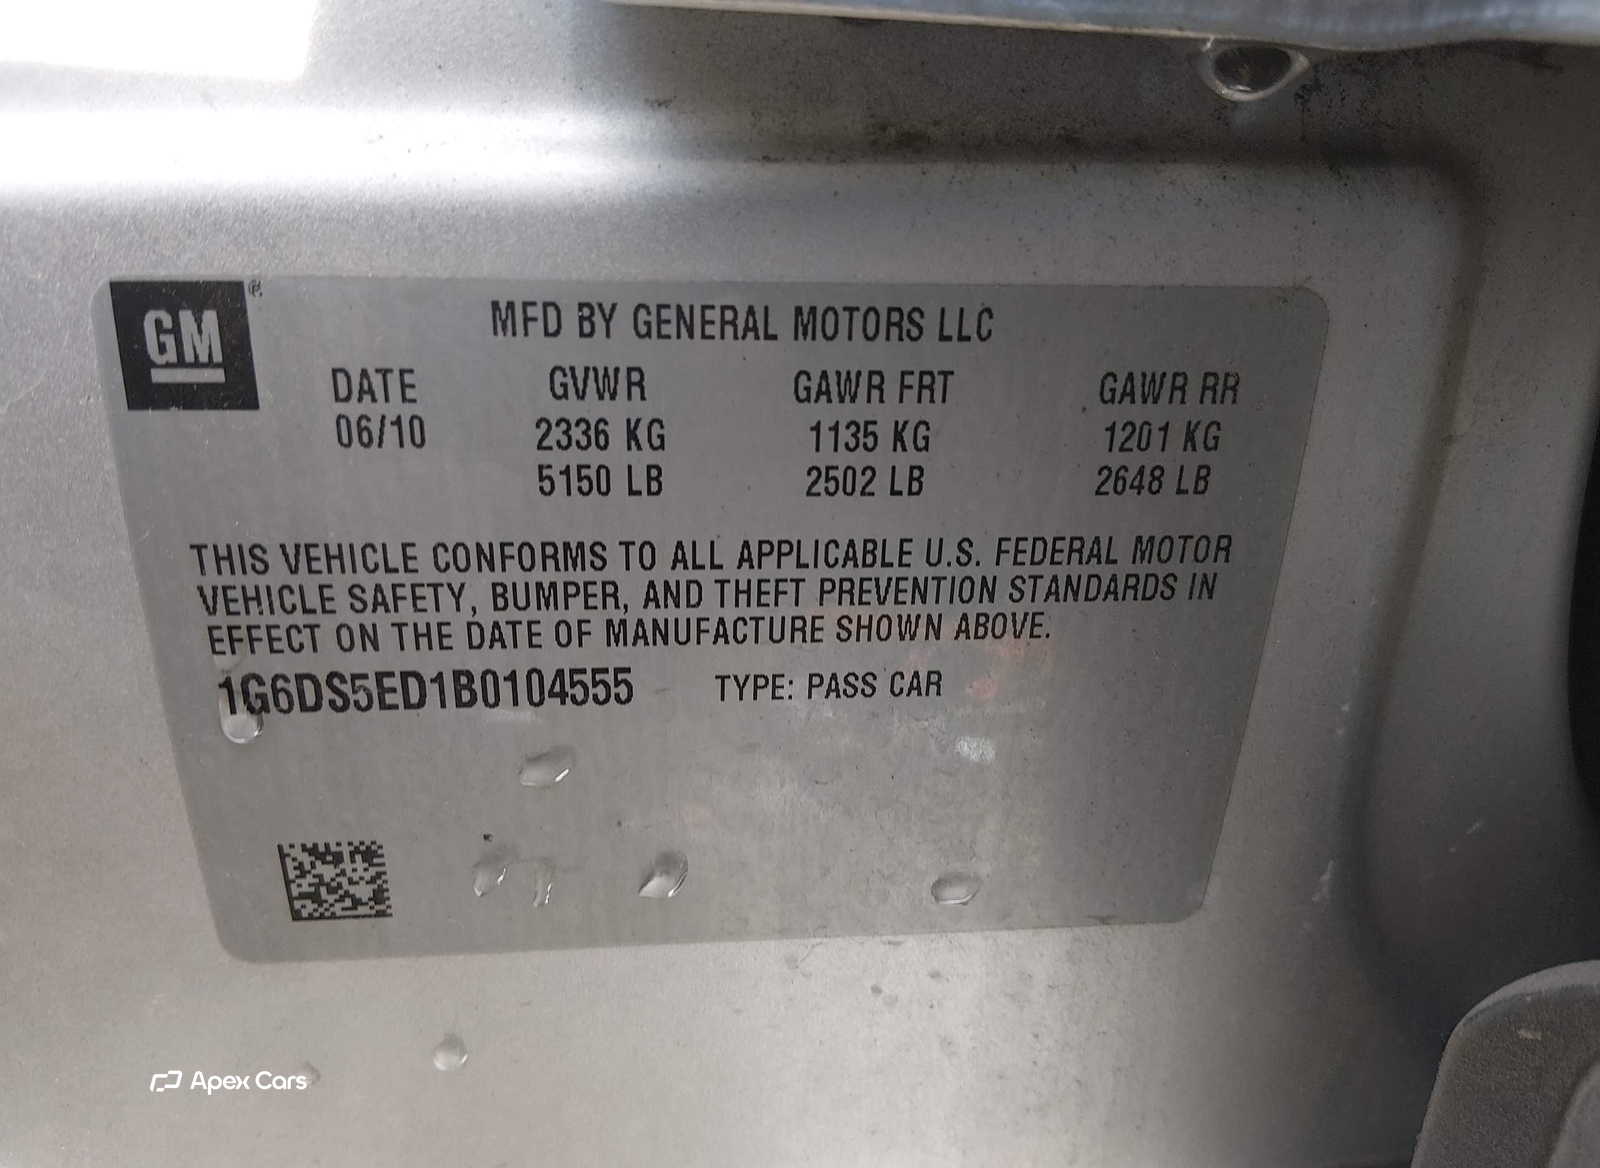 GM ®
MFD BY GENERAL MOTORS LLC
DATE GVWR GAWR FRT GAWR RR
06/10 2336 KG 1135 KG 1201 KG
5150 LB 2502 LB 2648 LB
THIS VEHICLE CONFORMS TO ALL APPLICABLE U.S. FEDERAL MOTOR
VEHICLE SAFETY, BUMPER, AND THEFT PREVENTION STANDARDS IN
EFFECT ON THE DATE OF MANUFACTURE SHOWN ABOVE.
1G6DS5ED1B0104555 TYPE: PASS CAR
Apex Cars